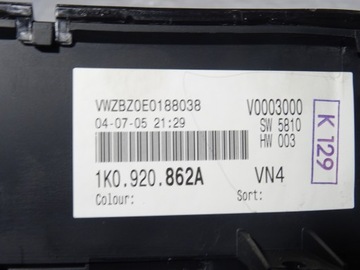 VWZBZ0E0188038 V0003000
04-07-05 21:29 SW 5810
HW 003
K 129
1K0.920.862A VN4
Colour: Sort: